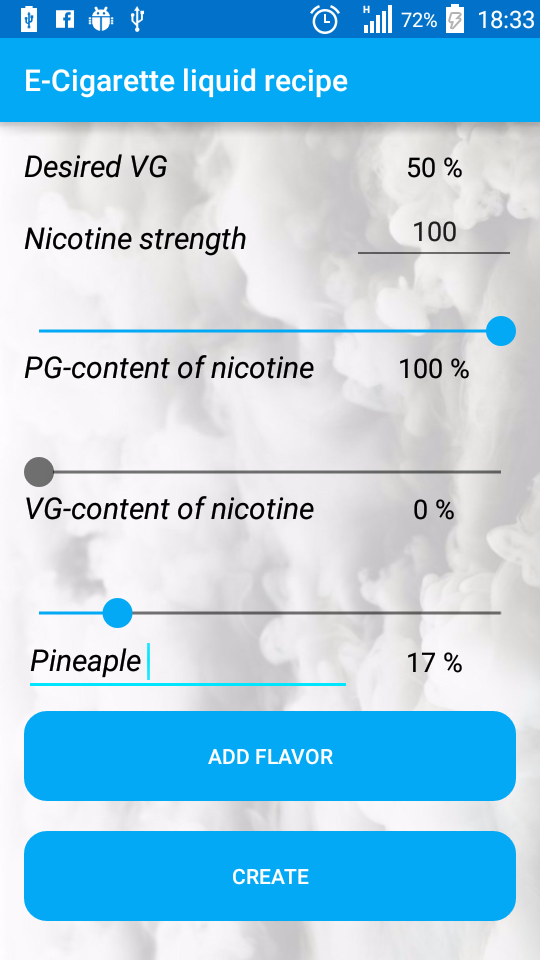 72% 18:33
E-Cigarette liquid recipe
Desired VG 50 %
Nicotine strength 100
PG-content of nicotine 100 %
VG-content of nicotine 0 %
Pineaple 17 %
ADD FLAVOR
CREATE